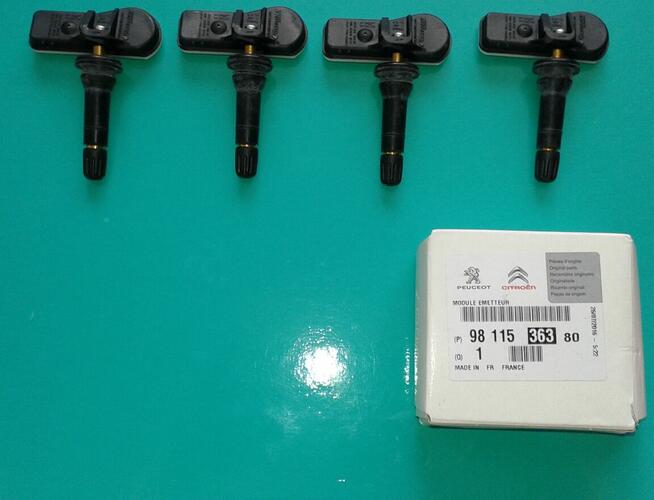 PEUGEOT
CITROËN
Pièces d'origine
Original parts
Recambios originales
Originalteile
Ricambi originali
Peças de origem
MODULE EMETTEUR
(P) 98 115 363 80
(Q) 1
MADE IN FR FRANCE